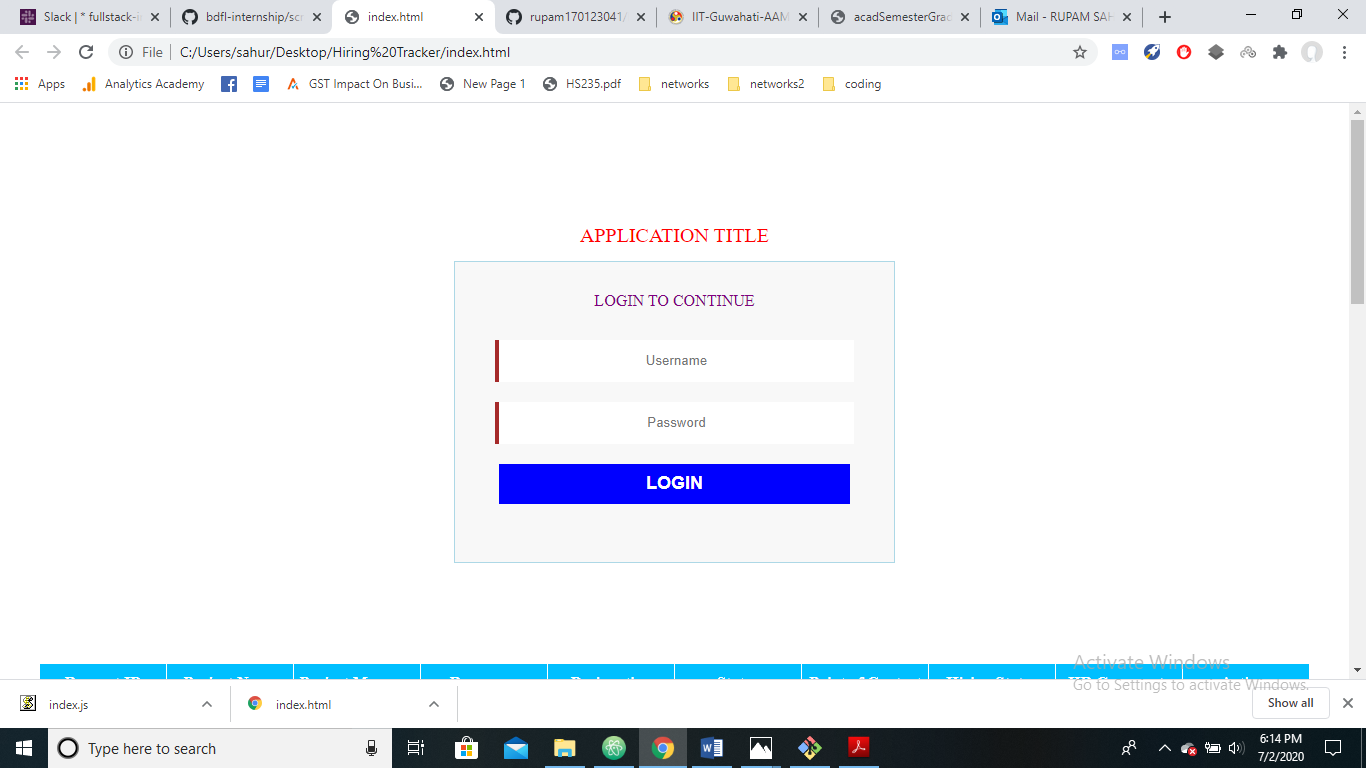 Slack | * fullstack-i
bdfl-internship/scr
index.html
rupam170123041/
IIT-Guwahati-AAM
acadSemesterGrad
Mail - RUPAM SAH
File
C:/Users/sahur/Desktop/Hiring%20Tracker/index.html
Apps
Analytics Academy
GST Impact On Busi...
New Page 1
HS235.pdf
networks
networks2
coding
APPLICATION TITLE
LOGIN TO CONTINUE
Username
Password
LOGIN
Activate Windows
Go to Settings to activate Windows.
index.js
index.html
Show all
Type here to search
6:14 PM
7/2/2020